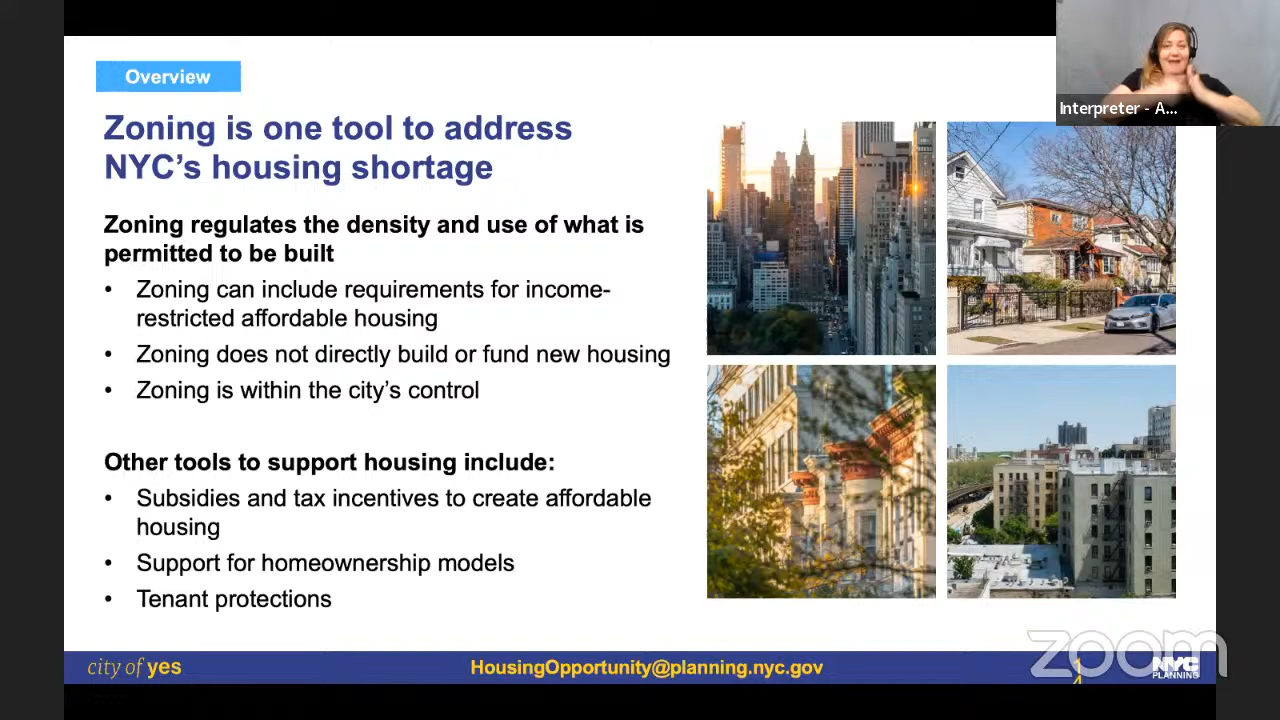 Overview
Interpreter - A...
Zoning is one tool to address
NYC’s housing shortage
Zoning regulates the density and use of what is
permitted to be built
• Zoning can include requirements for income-
restricted affordable housing
• Zoning does not directly build or fund new housing
• Zoning is within the city’s control
Other tools to support housing include:
• Subsidies and tax incentives to create affordable
housing
• Support for homeownership models
• Tenant protections
zoom
city of yes
HousingOpportunity@planning.nyc.gov
NYC
PLANNING